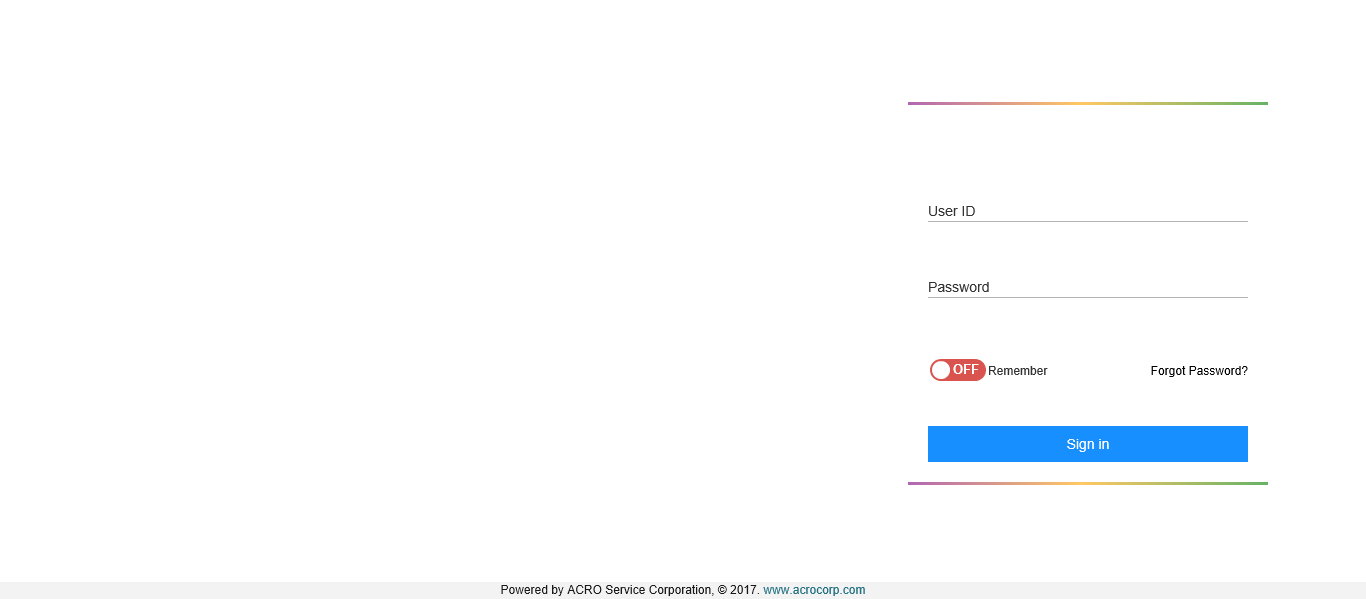 User ID
Password
OFF Remember Forgot Password?
Sign in
Powered by ACRO Service Corporation, © 2017. www.acrocorp.com